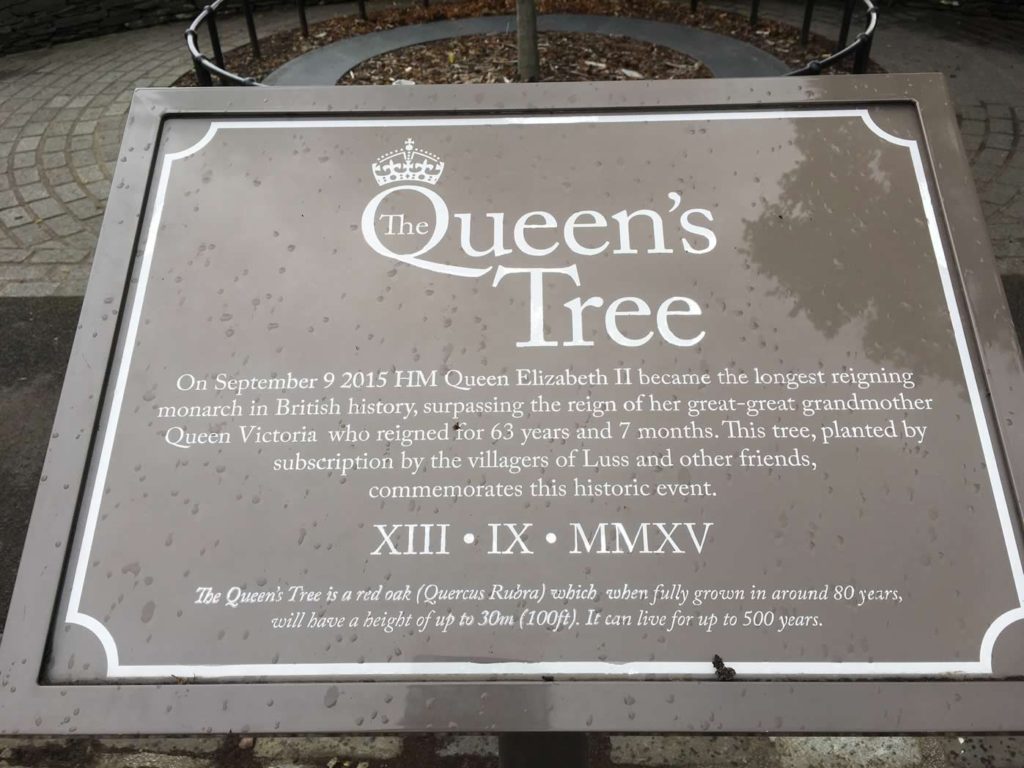 The Queen's
Tree
On September 9 2015 HM Queen Elizabeth II became the longest reigning
monarch in British history, surpassing the reign of her great-great grandmother
Queen Victoria who reigned for 63 years and 7 months. This tree, planted by
subscription by the villagers of Luss and other friends,
commemorates this historic event.
XIII • IX • MMXV
The Queen's Tree is a red oak (Quercus Rubra) which when fully grown in around 80 years,
will have a height of up to 30m (100ft). It can live for up to 500 years.